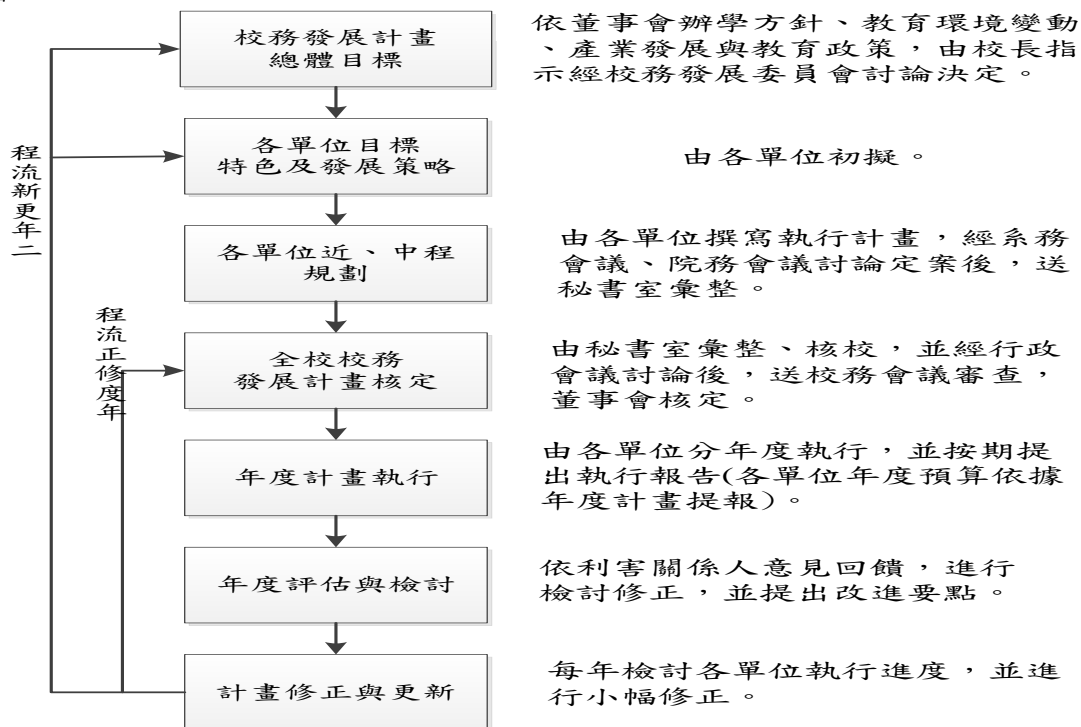 校務發展計畫
總體目標
依董事會辦學方針、教育環境變動
、產業發展與教育政策，由校長指
示經校務發展委員會討論決定。
各單位目標
特色及發展策略
由各單位初擬。
程流新更年二
各單位近、中程
規劃
由各單位撰寫執行計畫，經系務
會議、院務會議討論定案後，送
秘書室彙整。
程流正修度年
全校校務
發展計畫核定
由秘書室彙整、核校，並經行政
會議討論後，送校務會議審查，
董事會核定。
年度計畫執行
由各單位分年度執行，並按期提
出執行報告(各單位年度預算依據
年度計畫提報)。
年度評估與檢討
依利害關係人意見回饋，進行
檢討修正，並提出改進要點。
計畫修正與更新
每年檢討各單位執行進度，並進
行小幅修正。